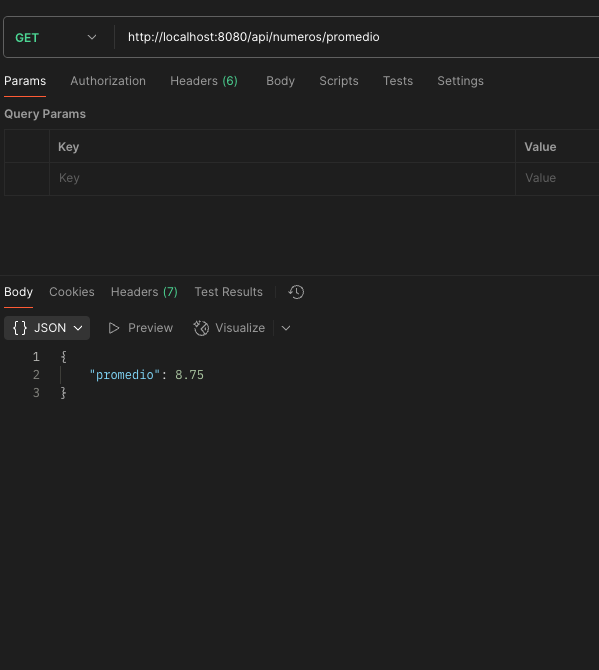 GET http://localhost:8080/api/numeros/promedio
Params Authorization Headers (6) Body Scripts Tests Settings
Query Params
Key Value
Key Value
Body Cookies Headers (7) Test Results
{} JSON Preview Visualize
1 {
2 "promedio": 8.75
3 }